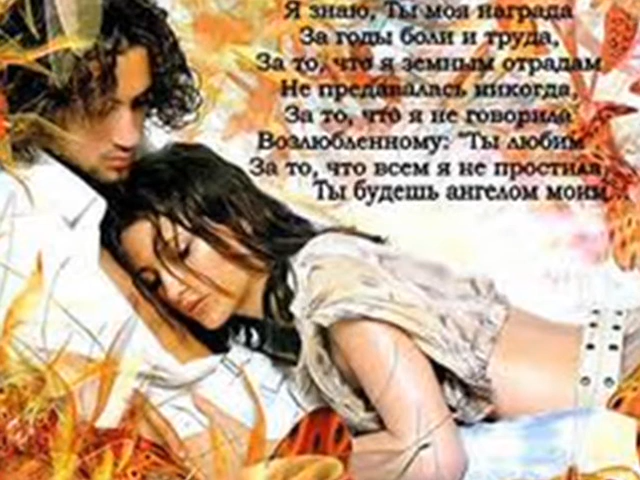 Я знаю, Ты моя награда
За годы боли и труда,
За то, что я земным отрадам
Не предавалась никогда,
За то, что я не говорила
Возлюбленному: "Ты любим"
За то, что всем я не простила,
Ты будешь ангелом моим...